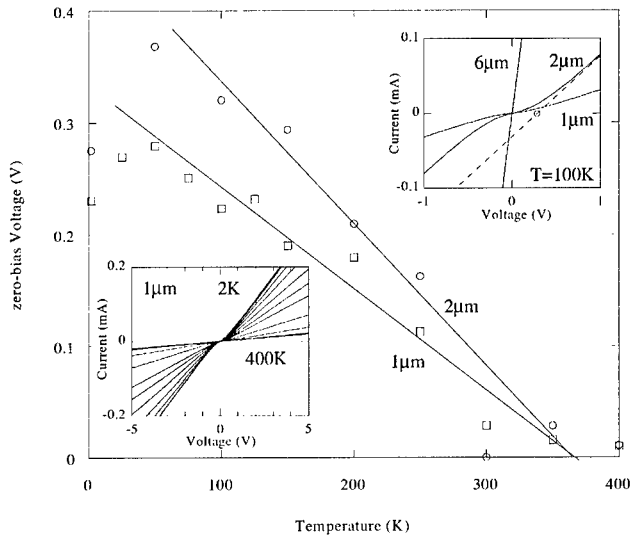 0.4
0.3
0.2
0.1
0
zero-bias Voltage (V)
0
100
200
300
400
Temperature (K)
2μm
1μm
0.1
0
-0.1
Current (mA)
6μm
2μm
1μm
T=100K
-1
0
1
Voltage (V)
0.2
0
-0.2
Current (mA)
1μm
2K
400K
-5
0
5
Voltage (V)